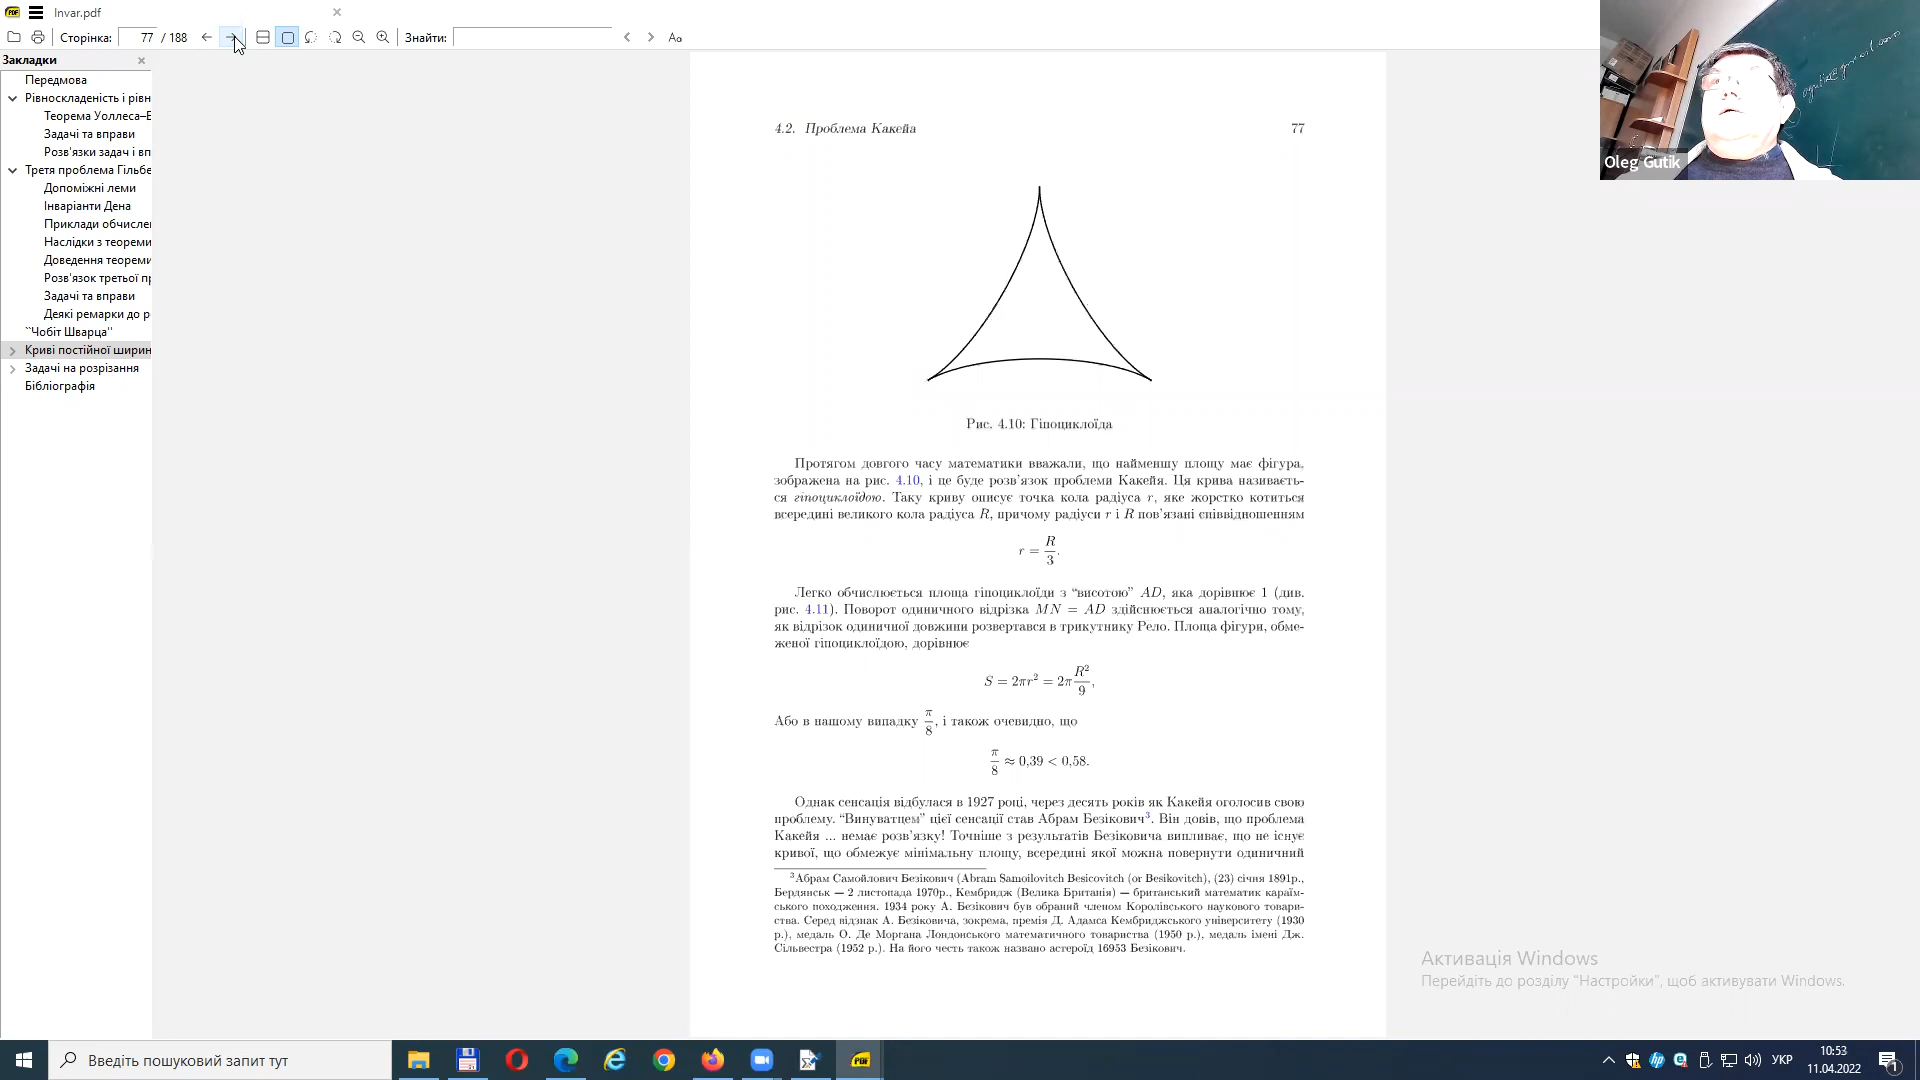 Invar.pdf
Сторінка: 77 / 188 Знайти:
Закладки
Передмова
Рівноскладеність і рівн
Теорема Уоллеса–Б
Задачі та вправи
Розв'язки задач і вп
Третя проблема Гільбе
Допоміжні леми
Інваріанти Дена
Приклади обчислен
Наслідки з теореми
Доведення теореми
Розв'язок третьої пр
Задачі та вправи
Деякі ремарки до р
``Чобіт Шварца''
Криві постійної ширин
Задачі на розрізання
Бібліографія
4.2. Проблема Какейа 77
Рис. 4.10: Гіпоциклоїда
Протягом довгого часу математики вважали, що найменшу площу має фігура,
зображена на рис. 4.10, і це буде розв'язок проблеми Какейя. Ця крива називаєть-
ся гіпоциклоїдою. Таку криву описує точка кола радіуса r, яке жорстко котиться
всередині великого кола радіуса R, причому радіуси r і R пов'язані співвідношенням
r = R/3.
Легко обчислюється площа гіпоциклоїди з “висотою” AD, яка дорівнює 1 (див.
рис. 4.11). Поворот одиничного відрізка MN = AD здійснюється аналогічно тому,
як відрізок одиничної довжини розвертався в трикутнику Рело. Площа фігури, обме-
женої гіпоциклоїдою, дорівнює
S = 2πr² = 2π R²/9,
Або в нашому випадку π/8, і також очевидно, що
π/8 ≈ 0,39 < 0,58.
Однак сенсація відбулася в 1927 році, через десять років як Какейя оголосив свою
проблему. “Винуватцем” цієї сенсації став Абрам Безікович³. Він довів, що проблема
Какейя ... немає розв'язку! Точніше з результатів Безіковича випливає, що не існує
кривої, що обмежує мінімальну площу, всередині якої можна повернути одиничний
³Абрам Самойлович Безікович (Abram Samoilovitch Besicovitch (or Besikovitch), (23) січня 1891р.,
Бердянськ — 2 листопада 1970р., Кембридж (Велика Британія) — британський математик караїм-
ського походження. 1934 року А. Безікович був обраний членом Королівського наукового товари-
ства. Серед відзнак А. Безіковича, зокрема, премія Д. Адамса Кембриджського університету (1930
р.), медаль О. Де Моргана Лондонського математичного товариства (1950 р.), медаль імені Дж.
Сільвестра (1952 р.). На його честь також названо астероїд 16953 Безікович.
Oleg Gutik
Активація Windows
Перейдіть до розділу "Настройки", щоб активувати Windows.
Введіть пошуковий запит тут
УКР
10:53
11.04.2022